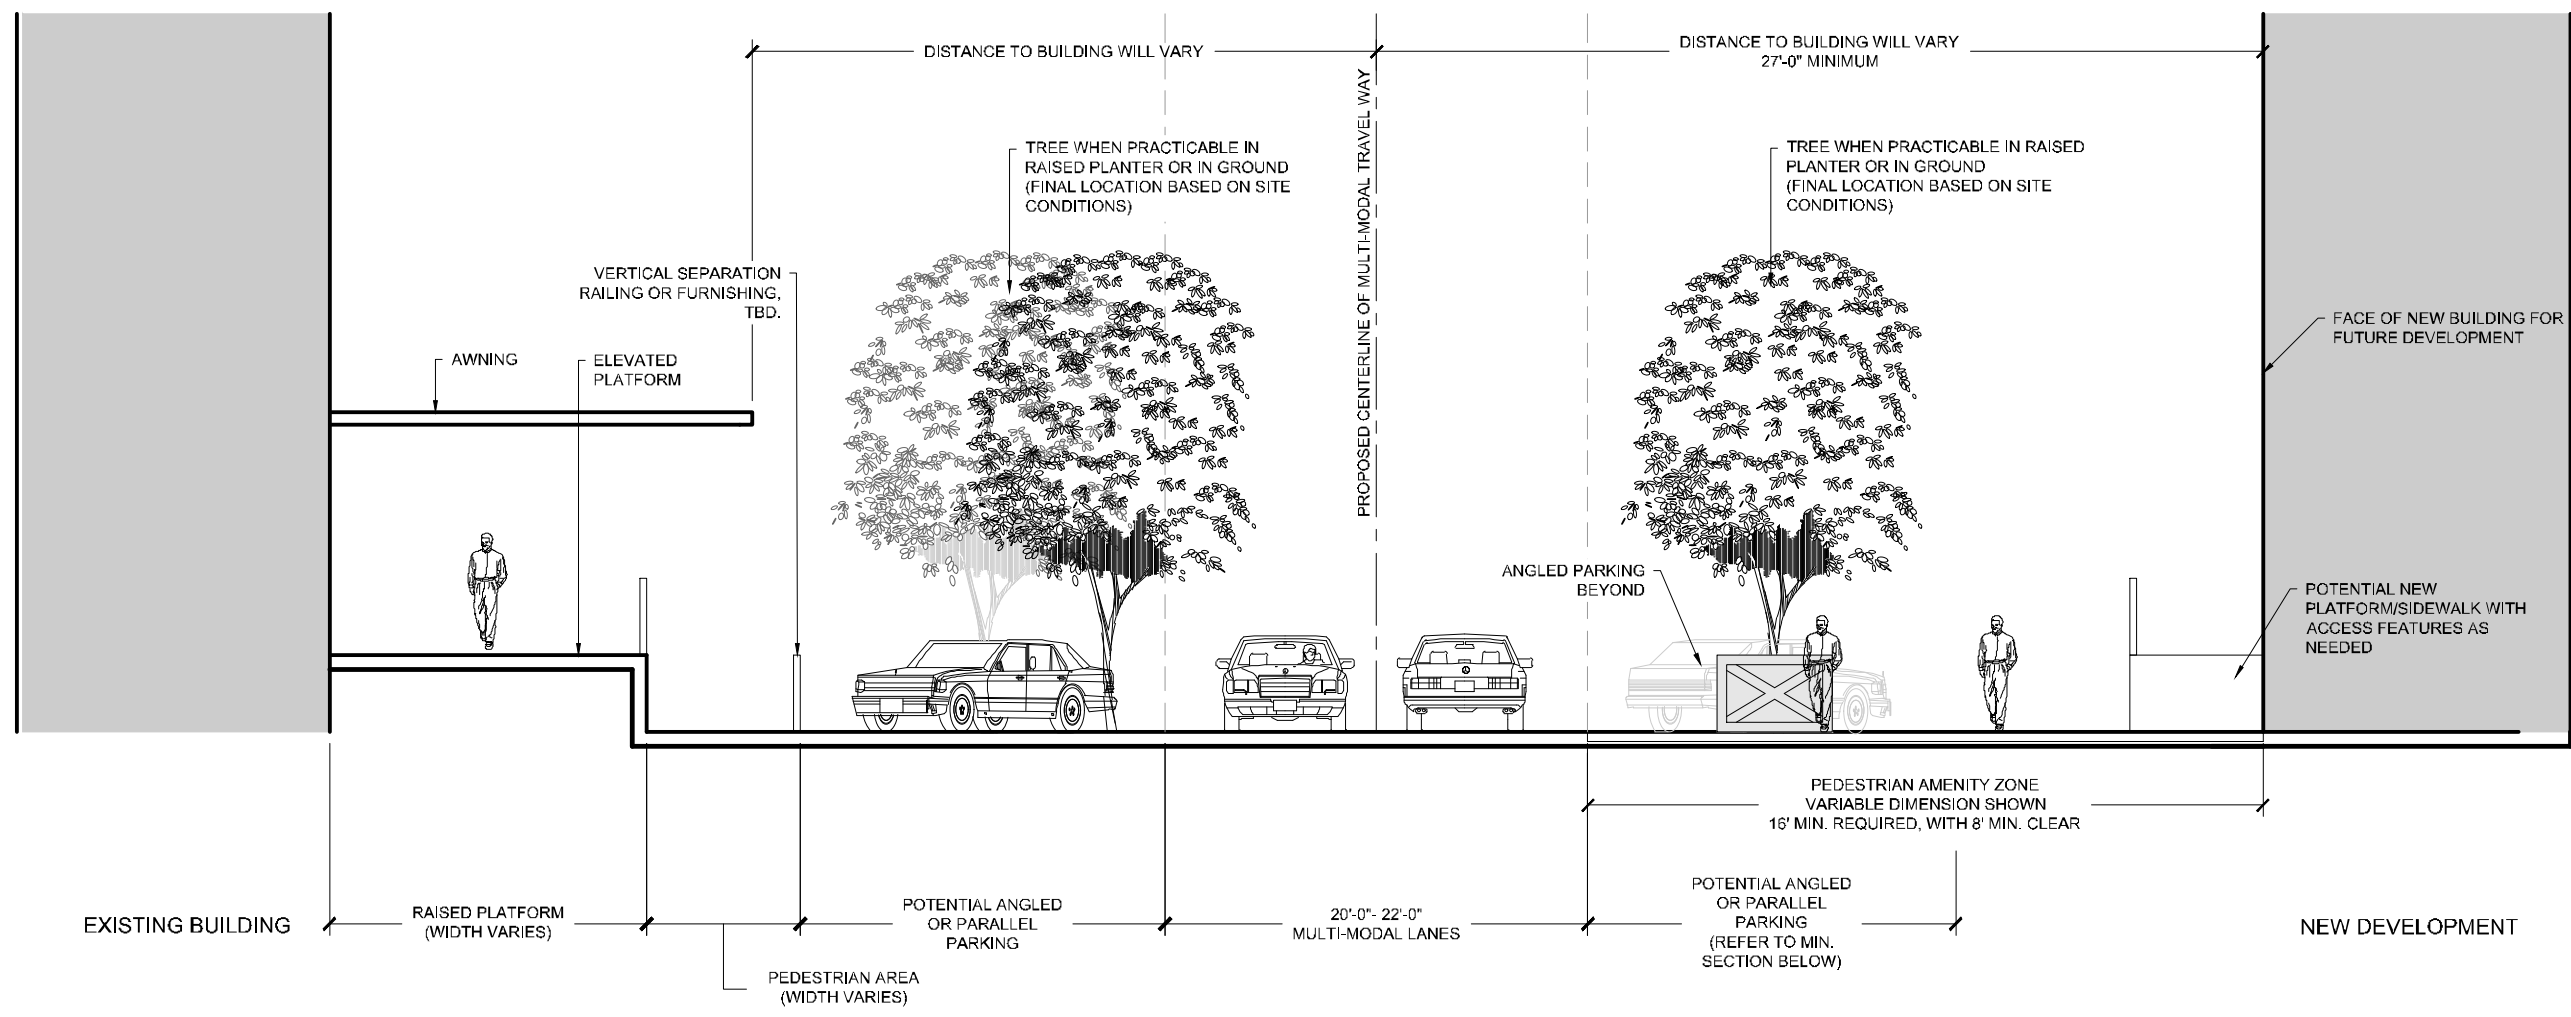 DISTANCE TO BUILDING WILL VARY
DISTANCE TO BUILDING WILL VARY
27'-0" MINIMUM
PROPOSED CENTERLINE OF MULTI-MODAL TRAVEL WAY
TREE WHEN PRACTICABLE IN
RAISED PLANTER OR IN GROUND
(FINAL LOCATION BASED ON SITE
CONDITIONS)
TREE WHEN PRACTICABLE IN RAISED
PLANTER OR IN GROUND
(FINAL LOCATION BASED ON SITE
CONDITIONS)
VERTICAL SEPARATION
RAILING OR FURNISHING,
TBD.
FACE OF NEW BUILDING FOR
FUTURE DEVELOPMENT
AWNING
ELEVATED
PLATFORM
ANGLED PARKING
BEYOND
POTENTIAL NEW
PLATFORM/SIDEWALK WITH
ACCESS FEATURES AS
NEEDED
PEDESTRIAN AMENITY ZONE
VARIABLE DIMENSION SHOWN
16' MIN. REQUIRED, WITH 8' MIN. CLEAR
EXISTING BUILDING
RAISED PLATFORM
(WIDTH VARIES)
PEDESTRIAN AREA
(WIDTH VARIES)
POTENTIAL ANGLED
OR PARALLEL
PARKING
20'-0"- 22'-0"
MULTI-MODAL LANES
POTENTIAL ANGLED
OR PARALLEL
PARKING
(REFER TO MIN.
SECTION BELOW)
NEW DEVELOPMENT